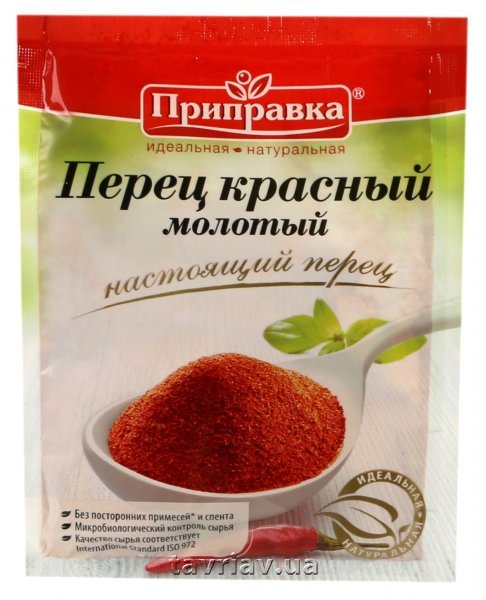 Приправка®
идеальная натуральная
Перец красный
молотый
настоящий перец
Без посторонних примесей* и спента
Микробиологический контроль сырья
Качество сырья соответствует
International Standard ISO 972
ИДЕАЛЬНАЯ
НАТУРАЛЬНАЯ
tavriav.ua